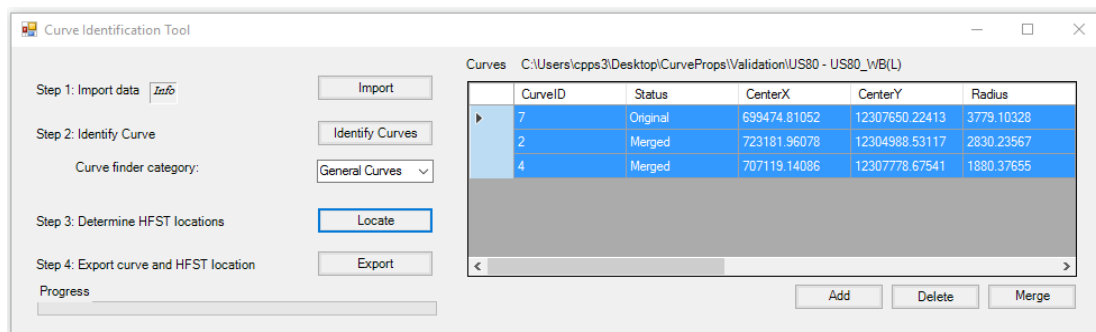 Curve Identification Tool
Step 1: Import data Info Import
Step 2: Identify Curve Identify Curves
Curve finder category: General Curves
Step 3: Determine HFST locations Locate
Step 4: Export curve and HFST location Export
Progress
Curves C:\Users\cpps3\Desktop\CurveProps\Validation\US80 - US80_WB(L)
CurveID Status CenterX CenterY Radius
7 Original 699474.81052 12307650.22413 3779.10328
2 Merged 723181.96078 12304988.53117 2830.23567
4 Merged 707119.14086 12307778.67541 1880.37655
Add Delete Merge